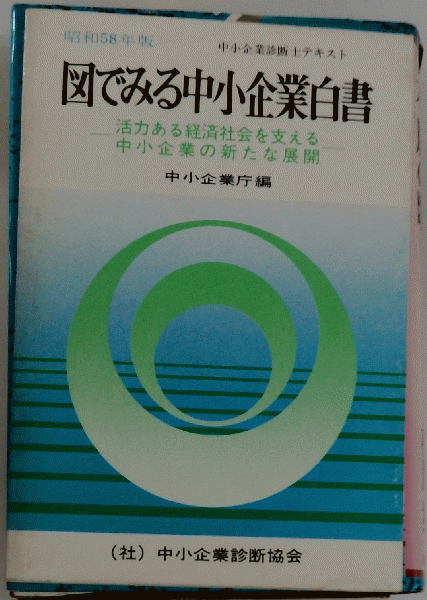 昭和58年版
中小企業診断士テキスト
図でみる中小企業白書
活力ある経済社会を支える
中小企業の新たな展開
中小企業庁編
(社) 中小企業診断協会